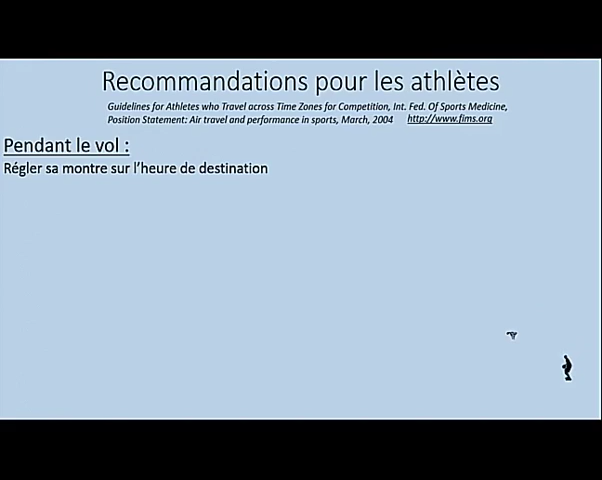 Recommandations pour les athlètes
Guidelines for Athletes who Travel across Time Zones for Competition, Int. Fed. Of Sports Medicine,
Position Statement: Air travel and performance in sports, March, 2004 http://www.fims.org
Pendant le vol :
Régler sa montre sur l’heure de destination